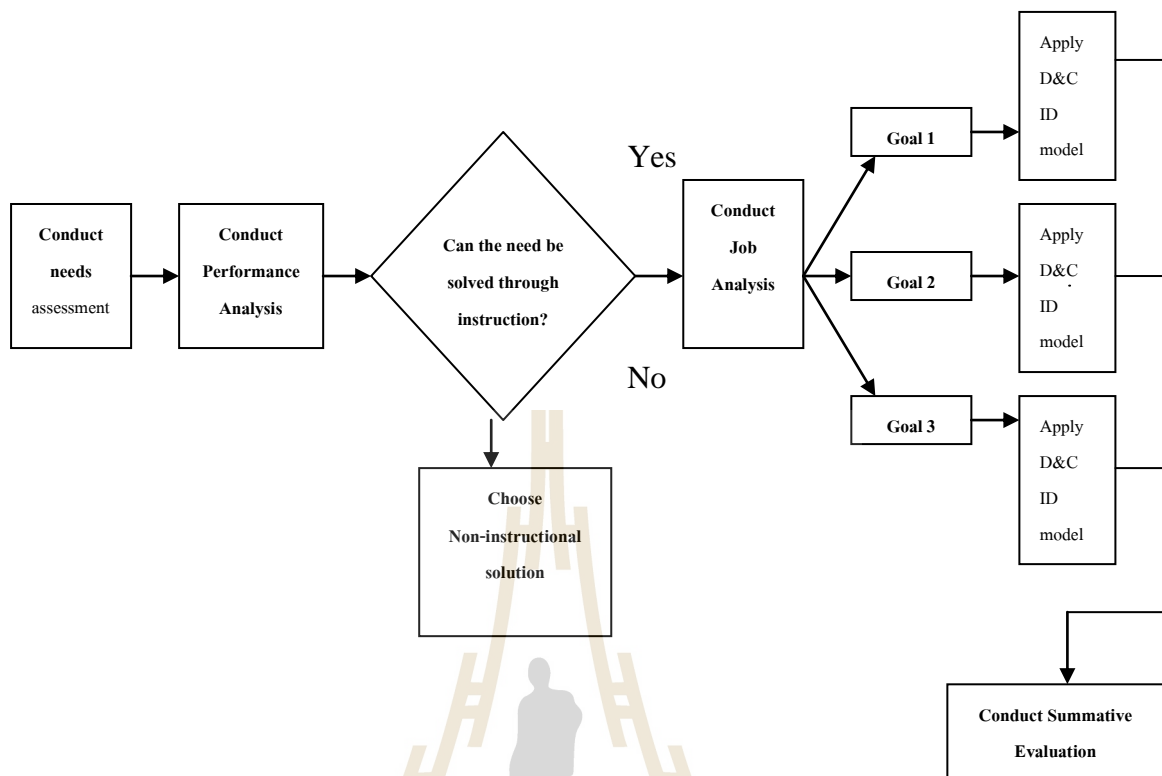 Conduct
needs
assessment
Conduct
Performance
Analysis
Can the need be
solved through
instruction?
Yes
No
Choose
Non-instructional
solution
Conduct
Job
Analysis
Goal 1
Apply
D&C
ID
model
Goal 2
Apply
D&C
ID
model
Goal 3
Apply
D&C
ID
model
Conduct Summative
Evaluation